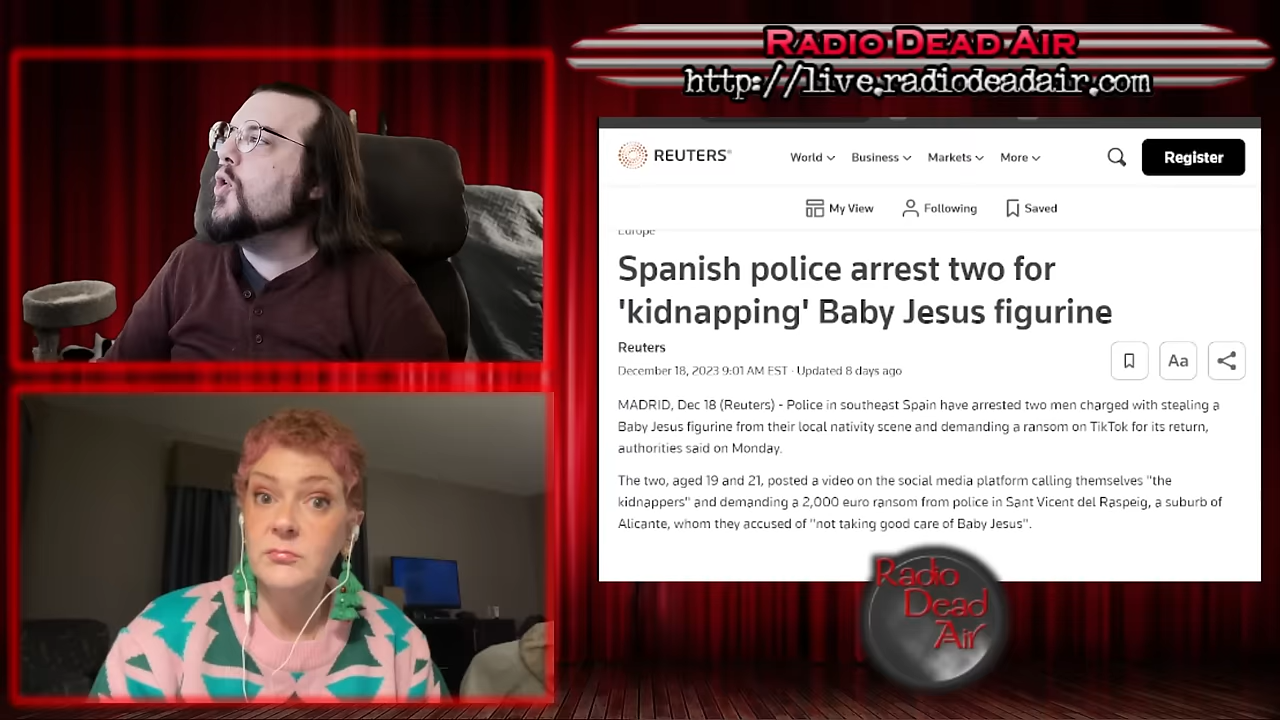 Radio Dead Air
http://live.radiodeadair.com
REUTERS
World Business Markets More
Register
My View Following Saved
Europe
Spanish police arrest two for
'kidnapping' Baby Jesus figurine
Reuters
December 18, 2023 9:01 AM EST · Updated 8 days ago
Aa
MADRID, Dec 18 (Reuters) - Police in southeast Spain have arrested two men charged with stealing a
Baby Jesus figurine from their local nativity scene and demanding a ransom on TikTok for its return,
authorities said on Monday.
The two, aged 19 and 21, posted a video on the social media platform calling themselves "the
kidnappers" and demanding a 2,000 euro ransom from police in Sant Vicent del Raspeig, a suburb of
Alicante, whom they accused of "not taking good care of Baby Jesus".
Radio
Dead
Air